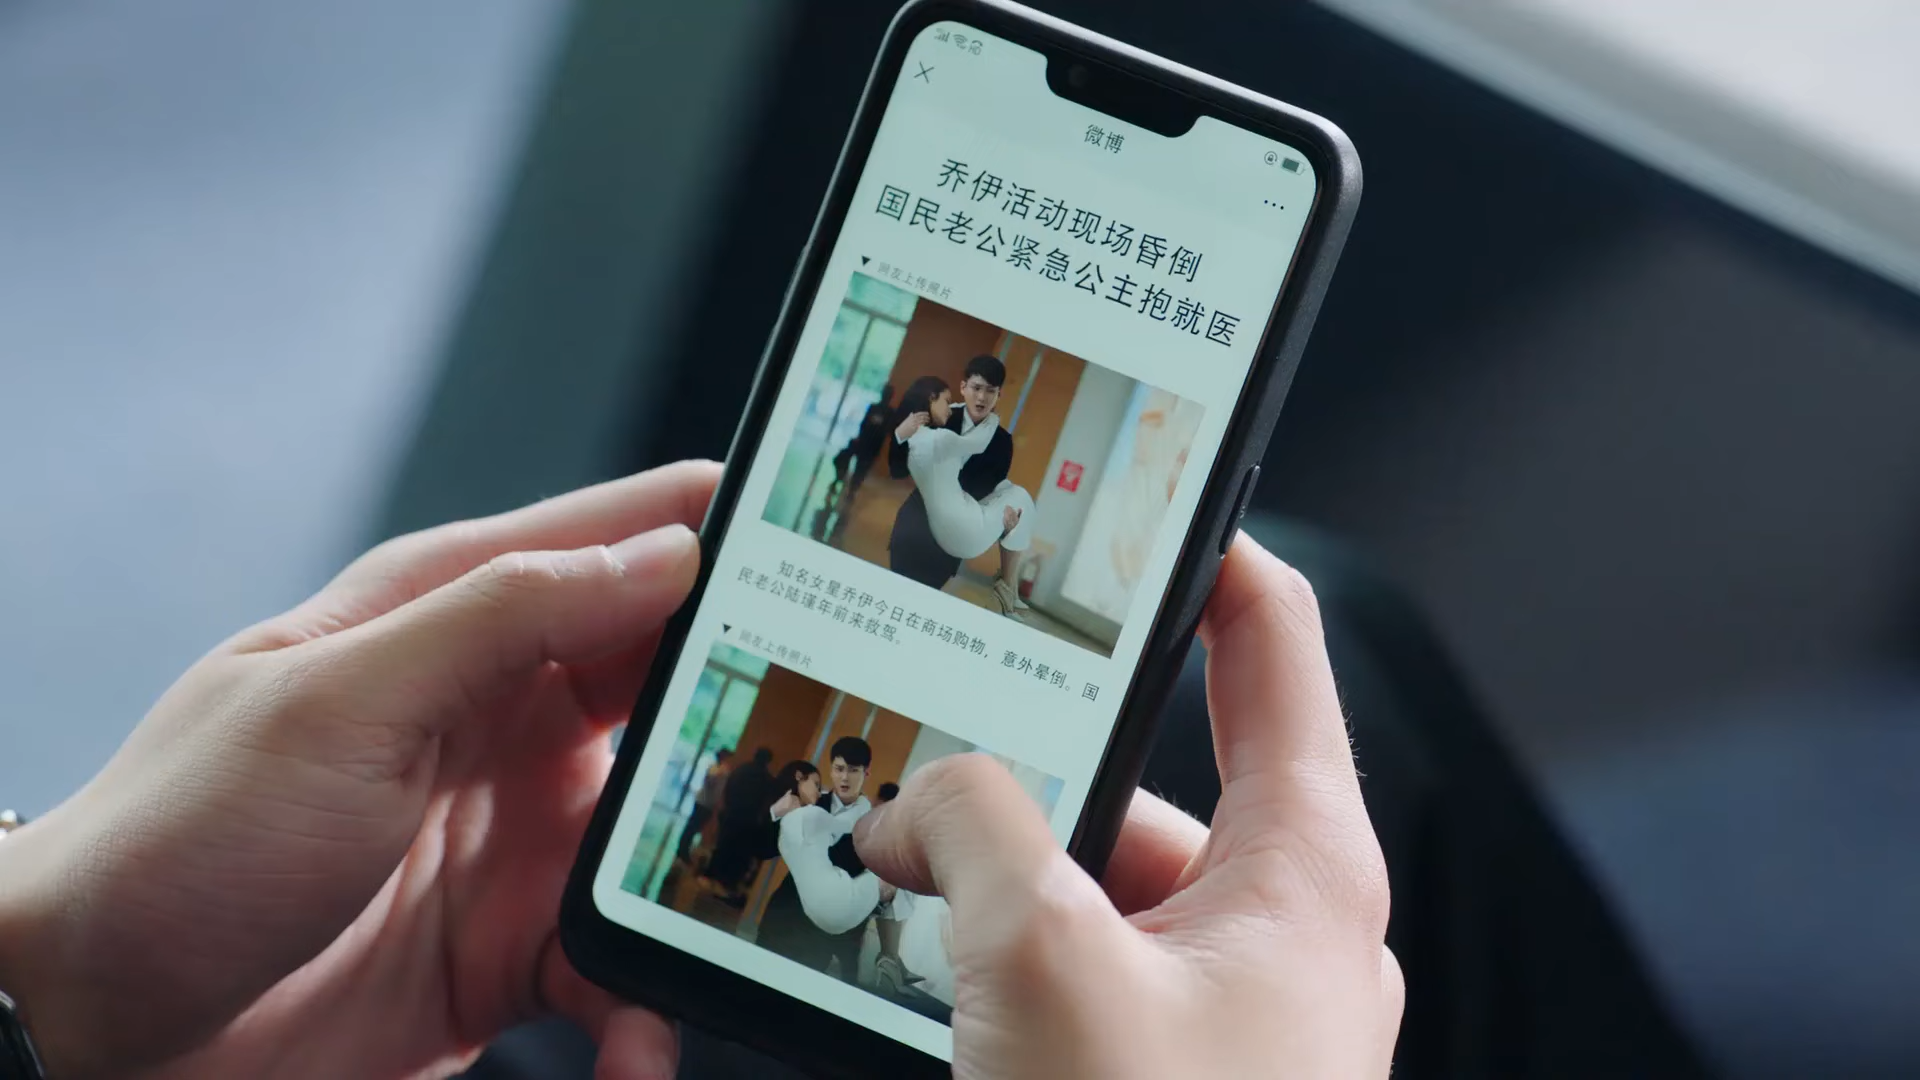 微博
乔伊活动现场昏倒
国民老公紧急公主抱就医
▼ 网友上传照片
知名女星乔伊今日在商场购物，意外晕倒。国
民老公陆瑾年前来救驾。
▼ 网友上传照片